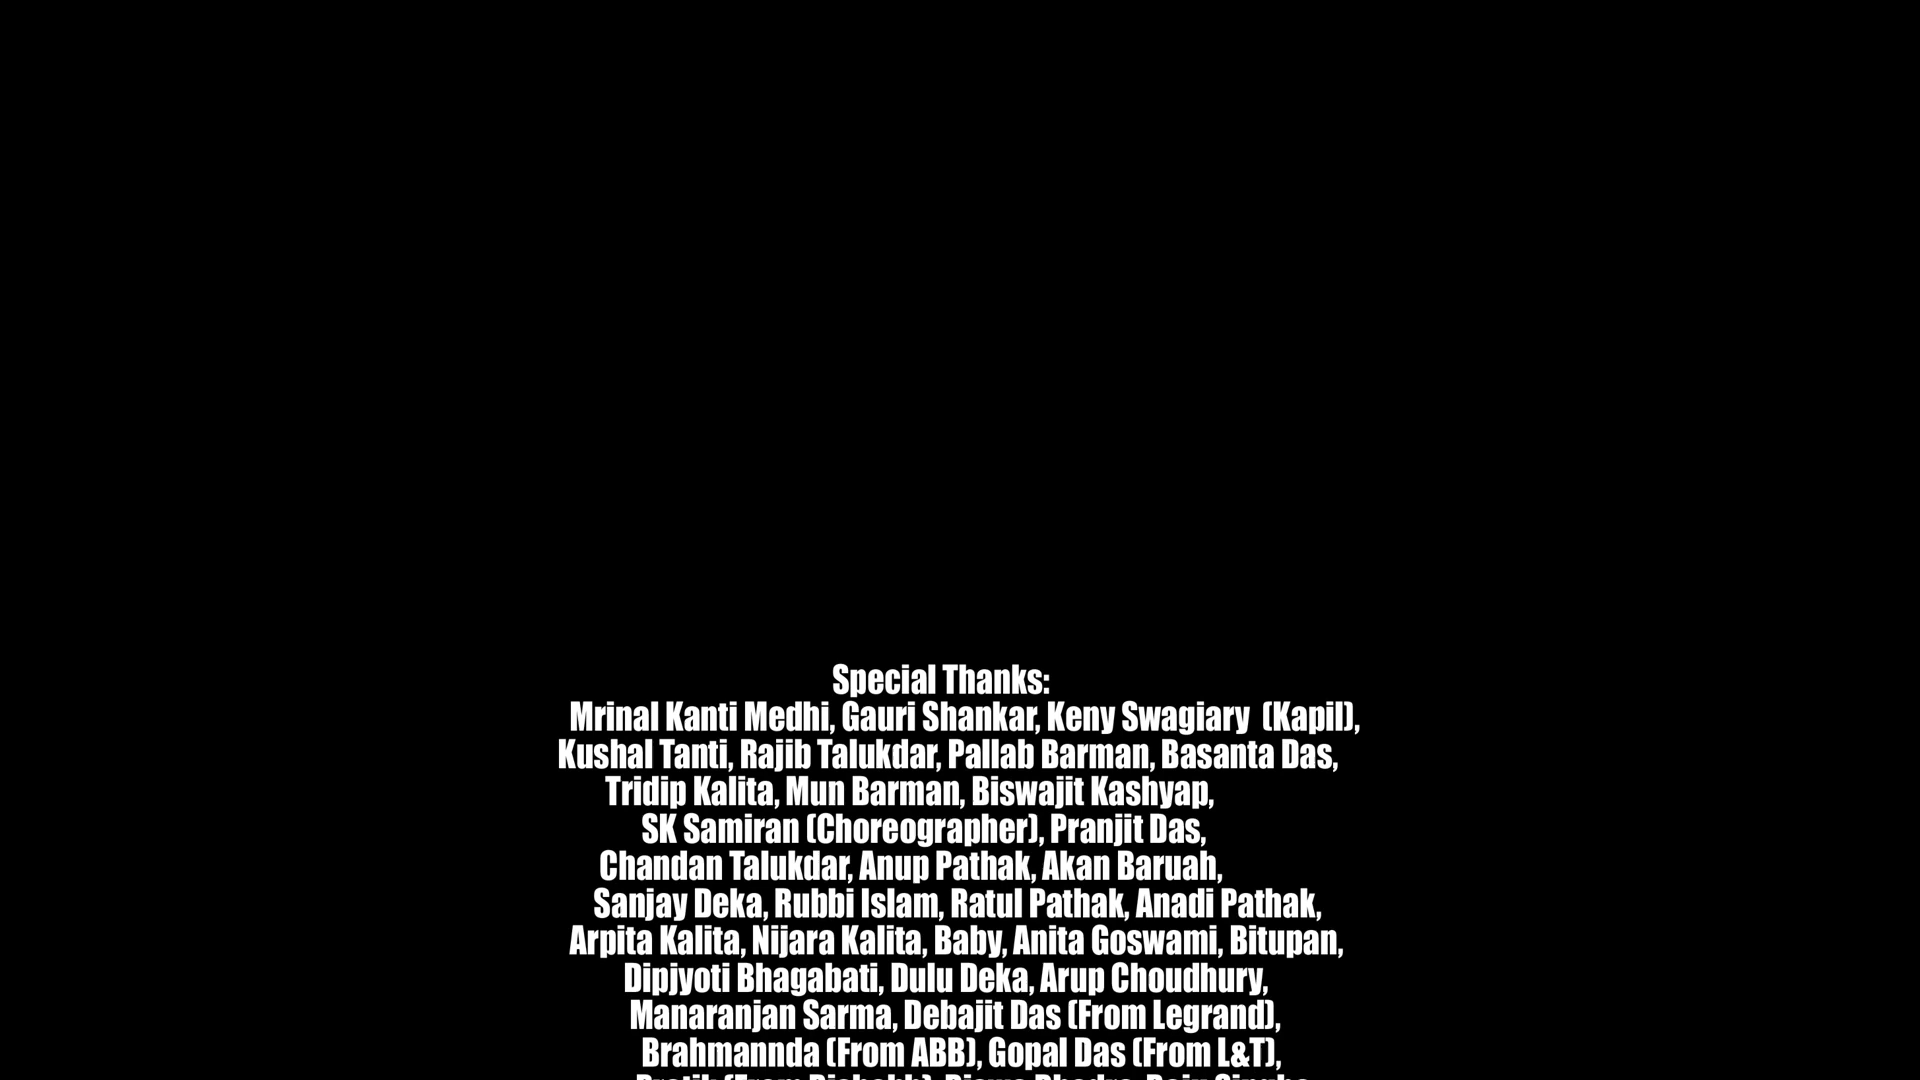 Special Thanks:
Mrinal Kanti Medhi, Gauri Shankar, Keny Swagiary  (Kapil),
Kushal Tanti, Rajib Talukdar, Pallab Barman, Basanta Das,
Tridip Kalita, Mun Barman, Biswajit Kashyap,
SK Samiran (Choreographer), Pranjit Das,
Chandan Talukdar, Anup Pathak, Akan Baruah,
Sanjay Deka, Rubbi Islam, Ratul Pathak, Anadi Pathak,
Arpita Kalita, Nijara Kalita, Baby, Anita Goswami, Bitupan,
Dipjyoti Bhagabati, Dulu Deka, Arup Choudhury,
Manaranjan Sarma, Debajit Das (From Legrand),
Brahmannda (From ABB), Gopal Das (From L&T),